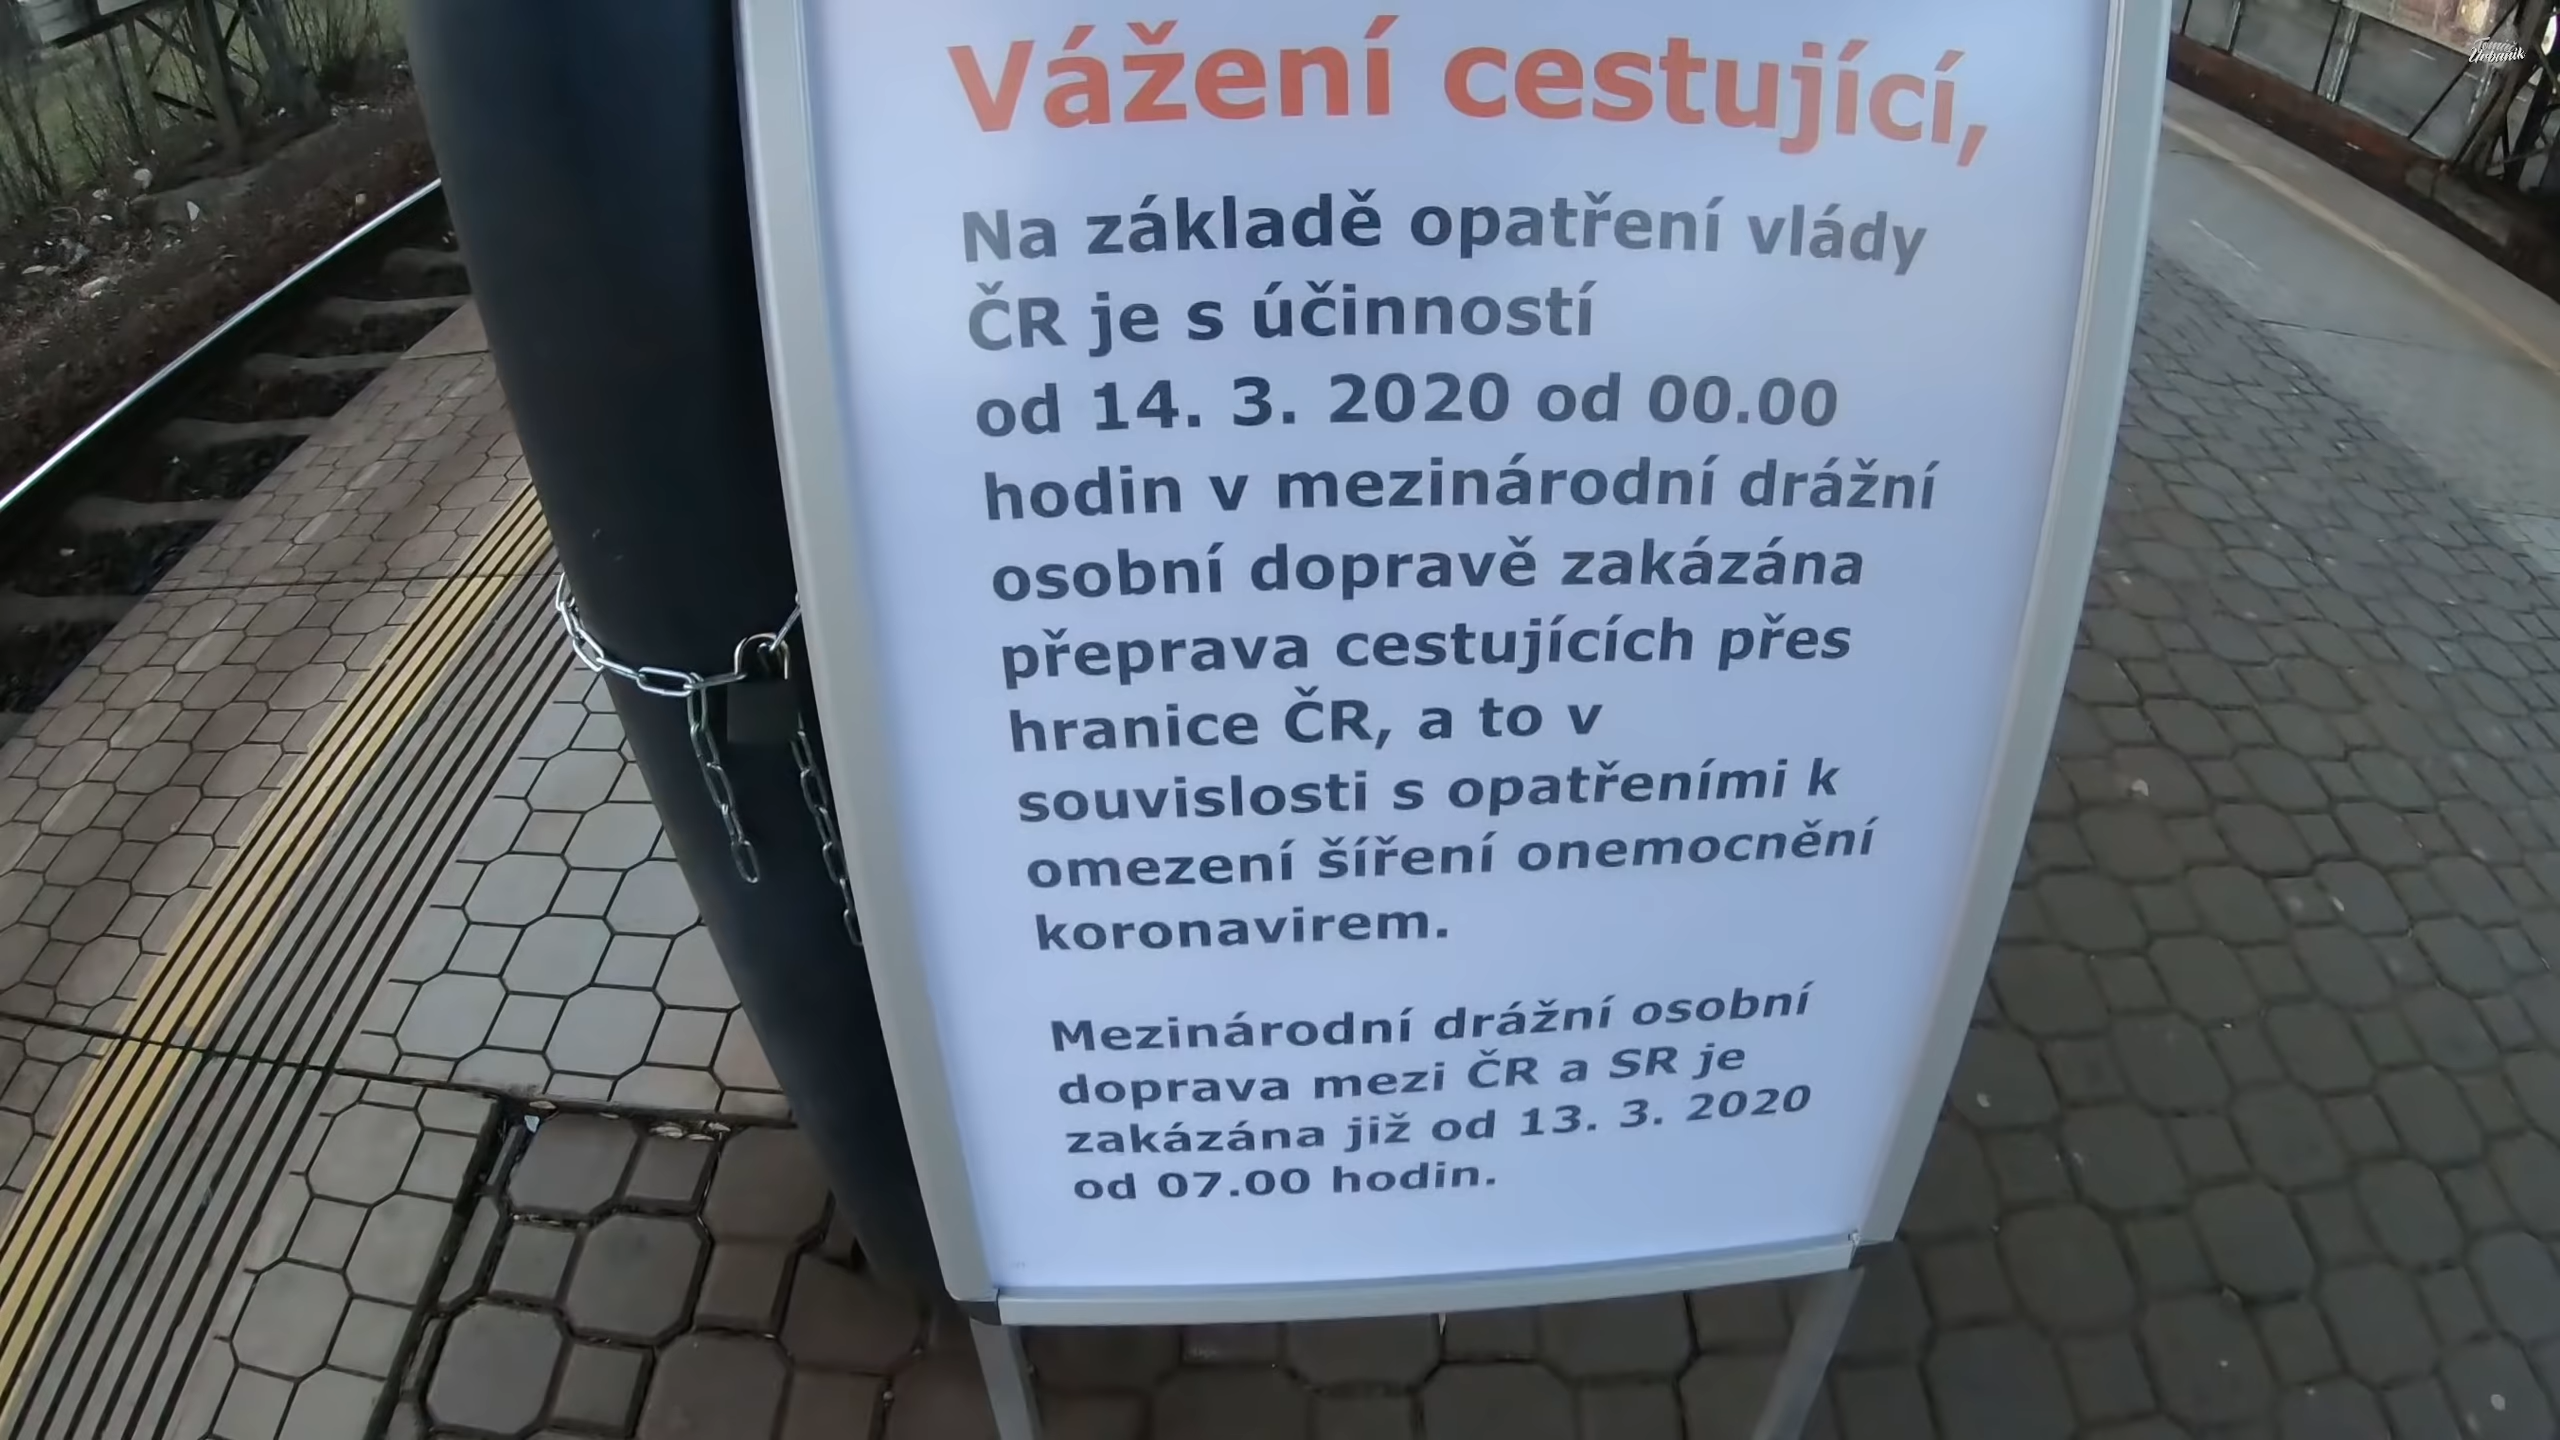 Tomáš
Urbaník
Vážení cestující,
Na základě opatření vlády
ČR je s účinností
od 14. 3. 2020 od 00.00
hodin v mezinárodní drážní
osobní dopravě zakázána
přeprava cestujících přes
hranice ČR, a to v
souvislosti s opatřeními k
omezení šíření onemocnění
koronavirem.
Mezinárodní drážní osobní
doprava mezi ČR a SR je
zakázána již od 13. 3. 2020
od 07.00 hodin.